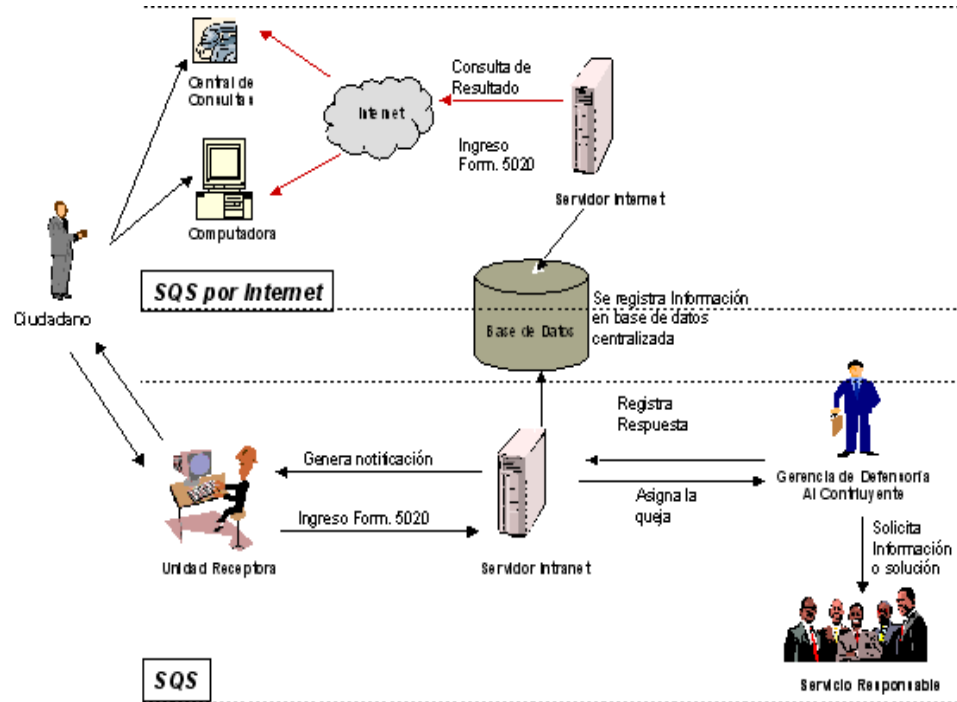 Central de
Consultas
Internet
Consulta de
Resultado
Ingreso
Form. 5020
Servidor Internet
Computadora
Ciudadano
SQS por Internet
Base de Datos
Se registra Información
en base de datos
centralizada
Registra
Respuesta
Genera notificación
Ingreso Form. 5020
Asigna la
queja
Gerencia de Defensoría
Al Contriluyente
Unidad Receptora
Servidor Intranet
Solicita
Información
o solución
Servicio Responsable
SQS